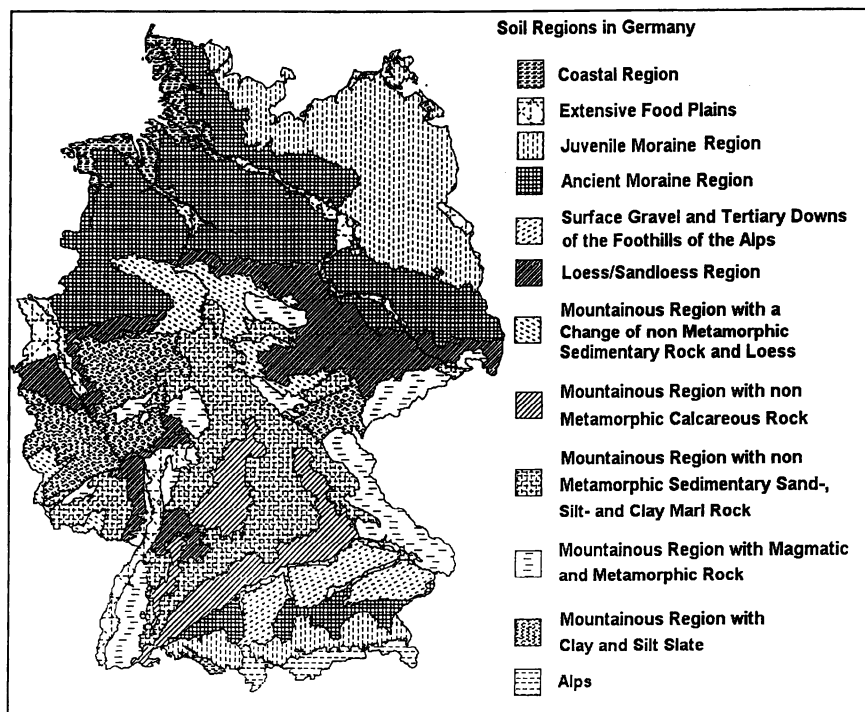 Soil Regions in Germany
Coastal Region
Extensive Food Plains
Juvenile Moraine Region
Ancient Moraine Region
Surface Gravel and Tertiary Downs
of the Foothills of the Alps
Loess/Sandloess Region
Mountainous Region with a
Change of non Metamorphic
Sedimentary Rock and Loess
Mountainous Region with non
Metamorphic Calcareous Rock
Mountainous Region with non
Metamorphic Sedimentary Sand-,
Silt- and Clay Marl Rock
Mountainous Region with Magmatic
and Metamorphic Rock
Mountainous Region with
Clay and Silt Slate
Alps